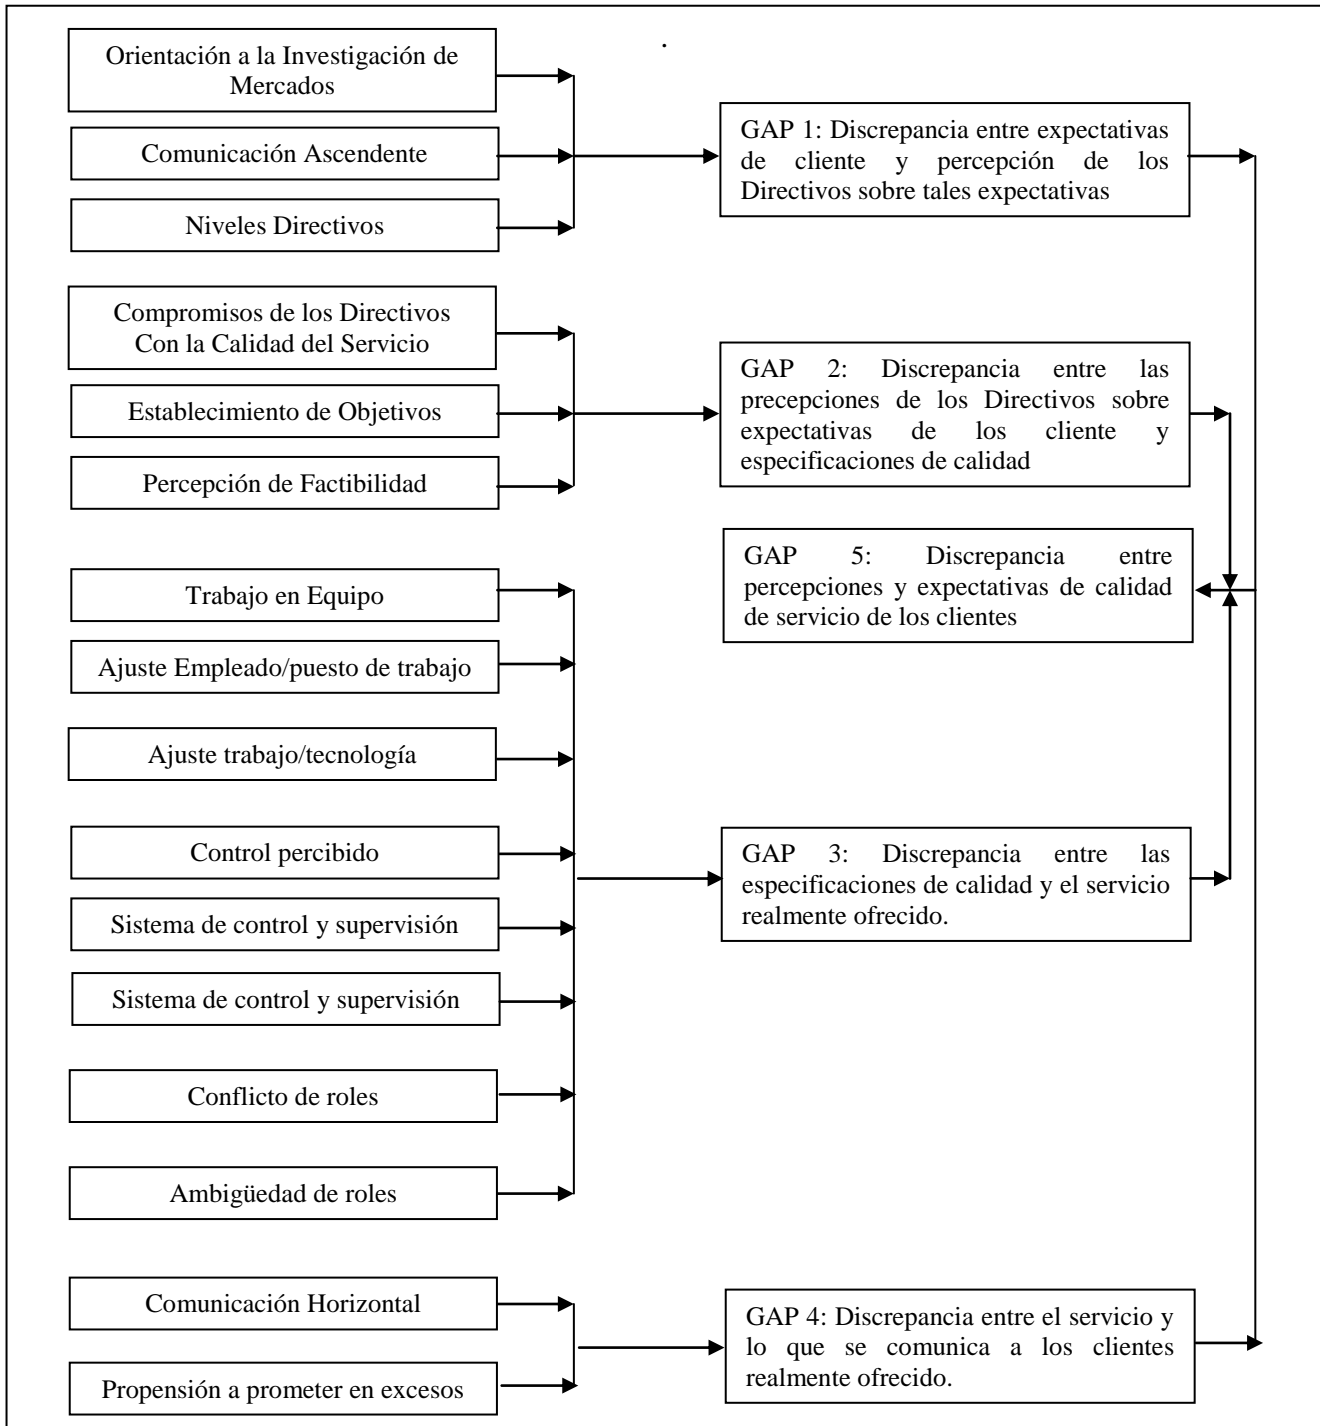 Orientación a la Investigación de
Mercados
Comunicación Ascendente
Niveles Directivos
.
GAP 1: Discrepancia entre expectativas
de cliente y percepción de los
Directivos sobre tales expectativas
Compromisos de los Directivos
Con la Calidad del Servicio
Establecimiento de Objetivos
Percepción de Factibilidad
GAP 2: Discrepancia entre las
precepciones de los Directivos sobre
expectativas de los cliente y
especificaciones de calidad
GAP 5: Discrepancia entre
percepciones y expectativas de calidad
de servicio de los clientes
Trabajo en Equipo
Ajuste Empleado/puesto de trabajo
Ajuste trabajo/tecnología
Control percibido
Sistema de control y supervisión
Sistema de control y supervisión
Conflicto de roles
Ambigüedad de roles
GAP 3: Discrepancia entre las
especificaciones de calidad y el servicio
realmente ofrecido.
Comunicación Horizontal
Propensión a prometer en excesos
GAP 4: Discrepancia entre el servicio y
lo que se comunica a los clientes
realmente ofrecido.